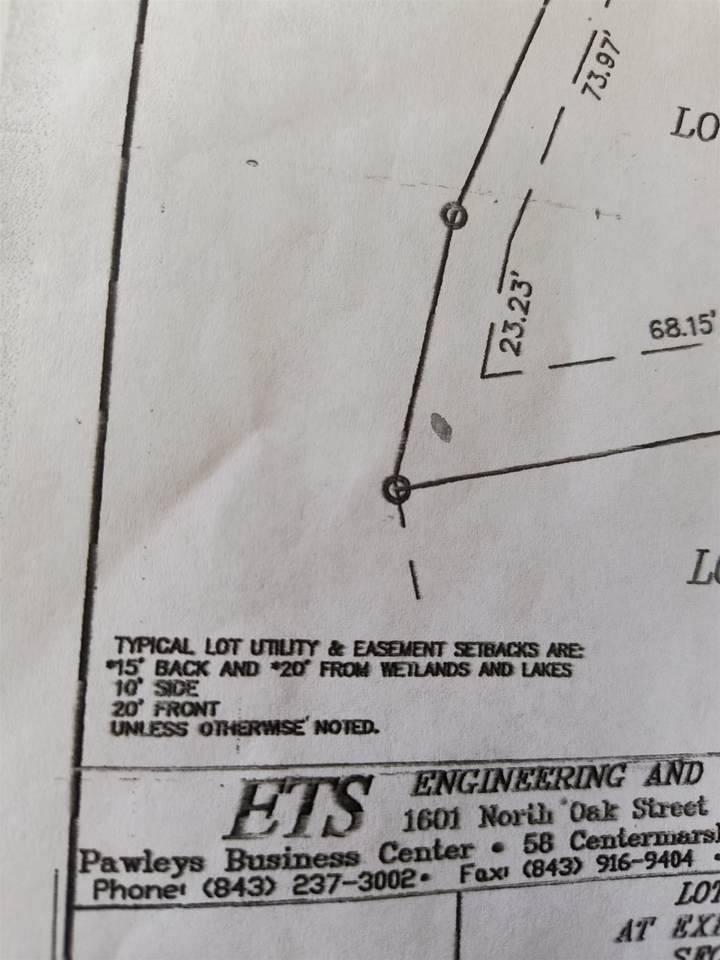 73.97'
LO
23.23'
68.15'
TYPICAL LOT UTILITY & EASEMENT SETBACKS ARE:
*15' BACK AND *20' FROM WETLANDS AND LAKES
10' SIDE
20' FRONT
UNLESS OTHERWISE NOTED.
ETS ENGINEERING AND
1601 North Oak Street
Pawleys Business Center • 58 Centermarsh
Phone: (843) 237-3002• Fax: (843) 916-9404 •
LOT
AT